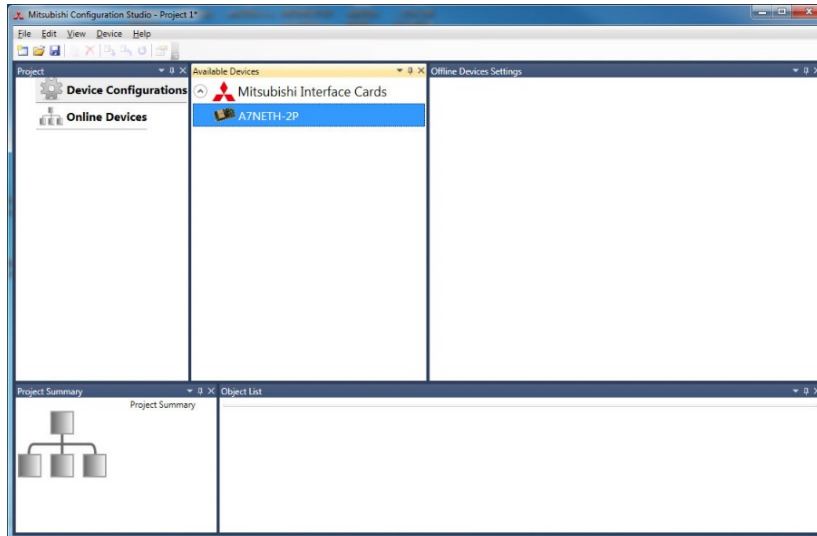 Mitsubishi Configuration Studio - Project 1*
File Edit View Device Help
Project
Available Devices
Offline Devices Settings
Device Configurations
Mitsubishi Interface Cards
Online Devices
A7NETH-2P
Project Summary
Object List
Project Summary